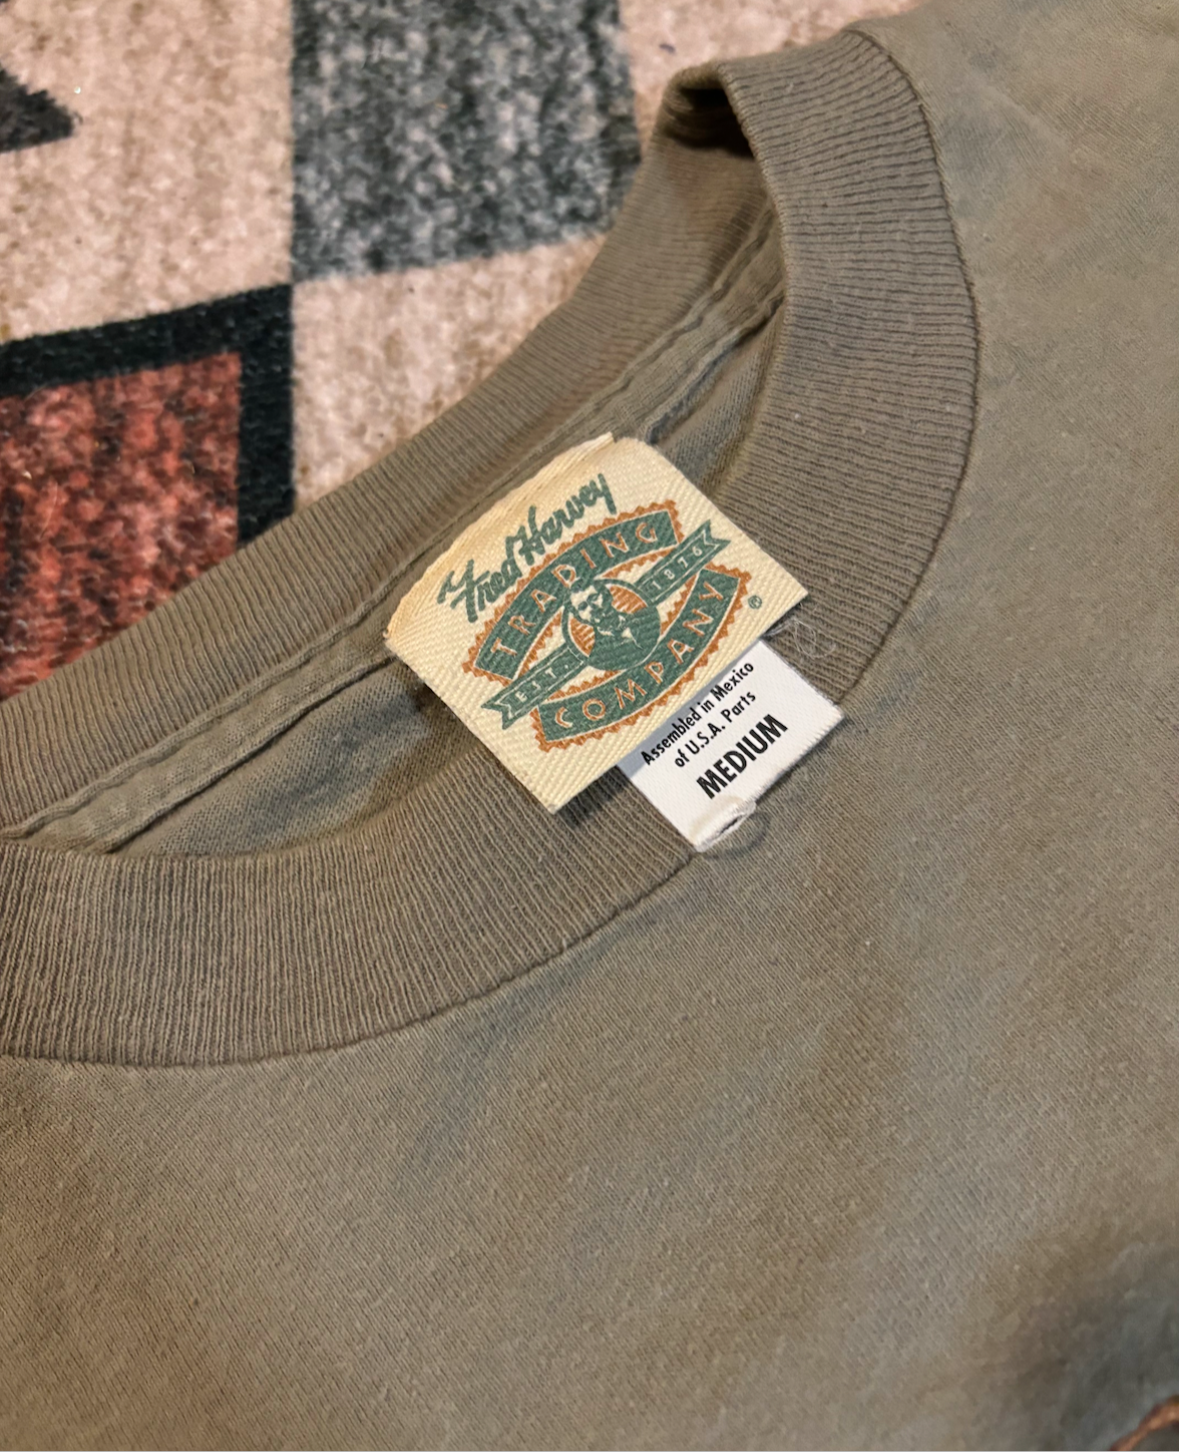 Fred Harvey
TRADING
EST. 1876
COMPANY
®
Assembled in Mexico
of U.S.A. Parts
MEDIUM